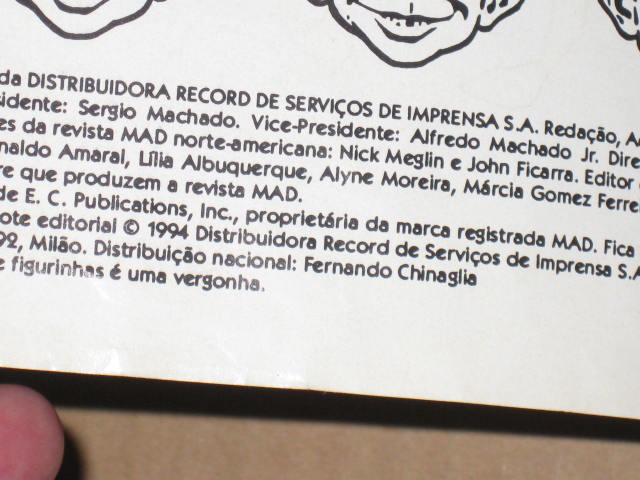 da DISTRIBUIDORA RECORD DE SERVIÇOS DE IMPRENSA S.A. Redação, A
sidente: Sergio Machado. Vice-Presidente: Alfredo Machado Jr. Dire
es da revista MAD norte-americana: Nick Meglin e John Ficarra. Editor
naldo Amaral, Lília Albuquerque, Alyne Moreira, Márcia Gomez Ferre
re que produzem a revista MAD.
de E. C. Publications, Inc., proprietária da marca registrada MAD. Fica
ote editorial © 1994 Distribuidora Record de Serviços de Imprensa S.A
92, Milão. Distribuição nacional: Fernando Chinaglia
e figurinhas é uma vergonha.